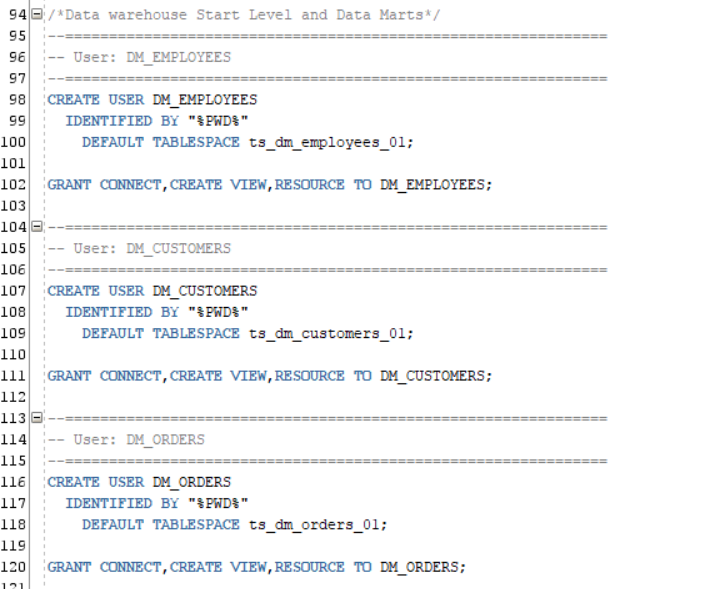 94 /*Data warehouse Start Level and Data Marts*/
95 --==============================================================
96 -- User: DM_EMPLOYEES
97 --==============================================================
98 CREATE USER DM_EMPLOYEES
99 IDENTIFIED BY "%PWD%"
100 DEFAULT TABLESPACE ts_dm_employees_01;
101
102 GRANT CONNECT,CREATE VIEW,RESOURCE TO DM_EMPLOYEES;
103
104 --==============================================================
105 -- User: DM_CUSTOMERS
106 --==============================================================
107 CREATE USER DM_CUSTOMERS
108 IDENTIFIED BY "%PWD%"
109 DEFAULT TABLESPACE ts_dm_customers_01;
110
111 GRANT CONNECT,CREATE VIEW,RESOURCE TO DM_CUSTOMERS;
112
113 --==============================================================
114 -- User: DM_ORDERS
115 --==============================================================
116 CREATE USER DM_ORDERS
117 IDENTIFIED BY "%PWD%"
118 DEFAULT TABLESPACE ts_dm_orders_01;
119
120 GRANT CONNECT,CREATE VIEW,RESOURCE TO DM_ORDERS;